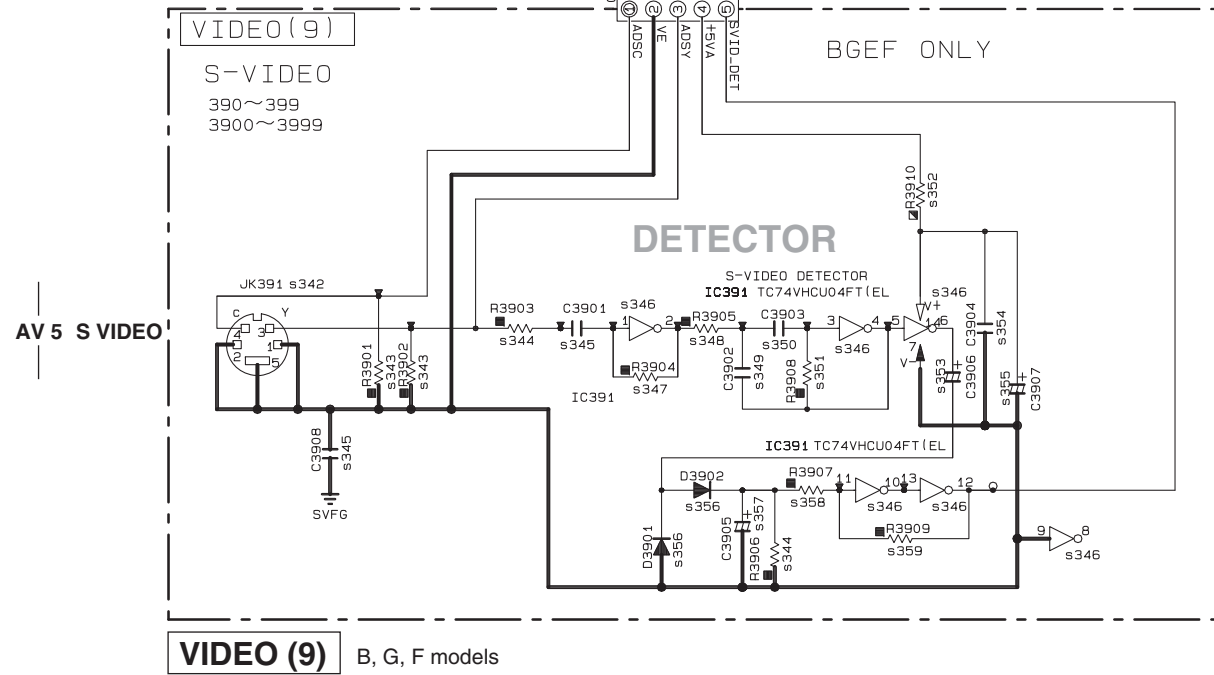 VIDEO(9)
S-VIDEO
390～399
3900～3999
1 2 3 4 5
ADSC
VE
ADSY
+5VA
SVID_DET
BGEF ONLY
R3910
s352
DETECTOR
S-VIDEO DETECTOR
IC391 TC74VHCU04FT(EL
s346
JK391 s342
C Y
4 3
2 1
5
AV 5 S VIDEO
R3901
s343
R3902
s343
R3903
s344
C3901
s345
s346
1 2
R3904
s347
IC391
R3905
s348
C3902
s349
C3903
s350
R3908
s351
3 4
s346
5 14 6
V+
7
V-
s353
C3906
C3904
s354
s355
C3907
C3908
s345
SVFG
IC391 TC74VHCU04FT(EL
D3902
s356
D3901
s356
C3905
s357
R3906
s344
R3907
s358
11 10 13 12
s346 s346
R3909
s359
9 8
s346
VIDEO (9) B, G, F models